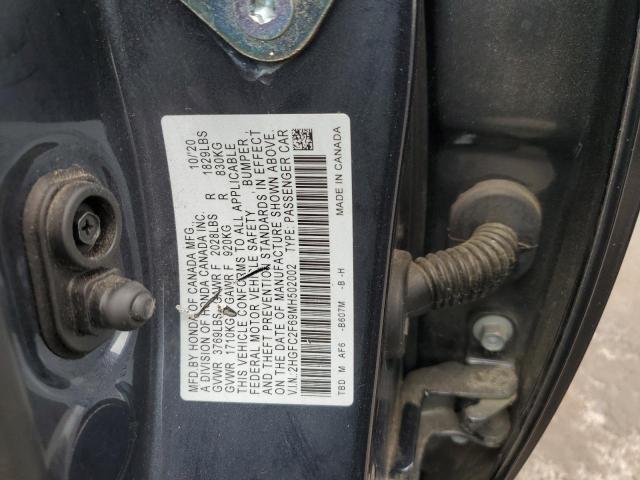 MFD.BY HONDA OF CANADA MFG. 10/20
A DIVISION OF HONDA CANADA INC.
GVWR 3769LBS GAWR F 2028LBS R 1829LBS
GVWR 1710KG GAWR F 920KG R 830KG
THIS VEHICLE CONFORMS TO ALL APPLICABLE
FEDERAL MOTOR VEHICLE SAFETY, BUMPER,
AND THEFT PREVENTION STANDARDS IN EFFECT
ON THE DATE OF MANUFACTURE SHOWN ABOVE.
V.I.N.:2HGFC2F69MH502002 TYPE:PASSENGER CAR
TBD M AF6 -B607M -B -H MADE IN CANADA